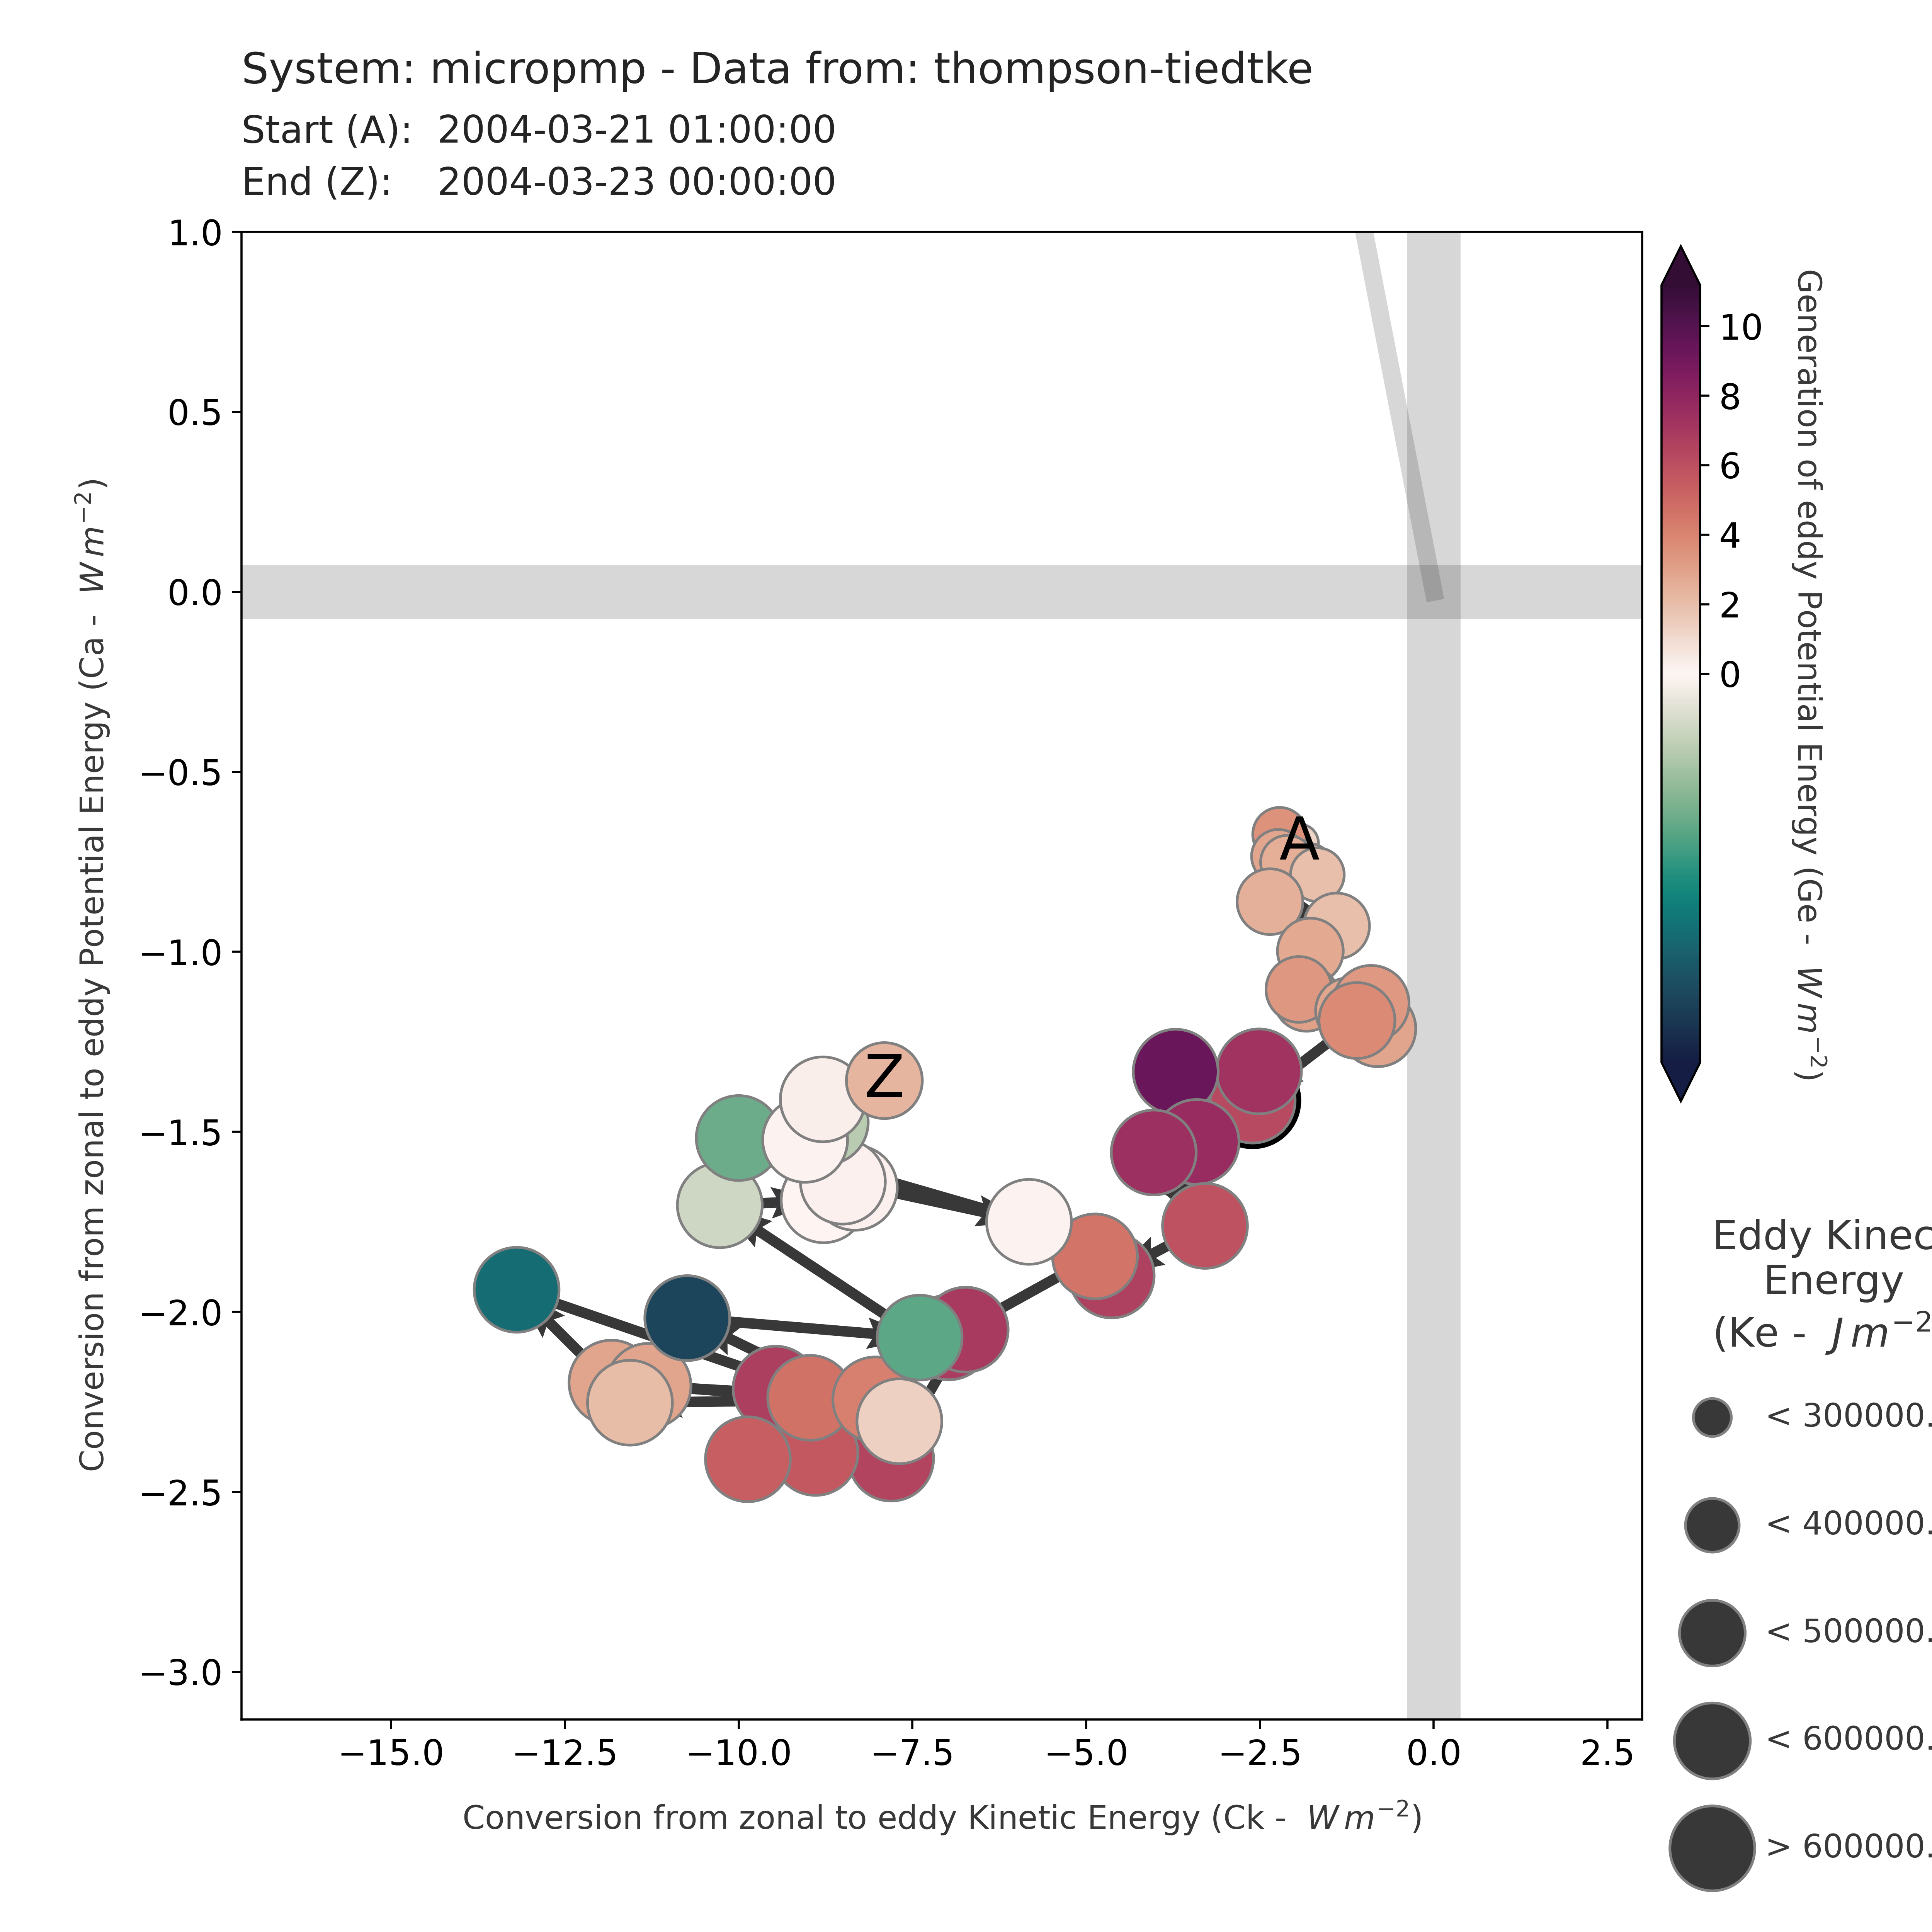 System: micropmp - Data from: thompson-tiedtke
Start (A): 2004-03-21 01:00:00
End (Z): 2004-03-23 00:00:00
1.0
0.5
0.0
−0.5
−1.0
−1.5
−2.0
−2.5
−3.0
Conversion from zonal to eddy Potential Energy (Ca - W m⁻²)
A
Z
−15.0
−12.5
−10.0
−7.5
−5.0
−2.5
0.0
2.5
Conversion from zonal to eddy Kinetic Energy (Ck - W m⁻²)
10
8
6
4
2
0
Generation of eddy Potential Energy (Ge - W m⁻²)
Eddy Kinec
Energy
(Ke - J m⁻²
< 300000.
< 400000.
< 500000.
< 600000.
> 600000.